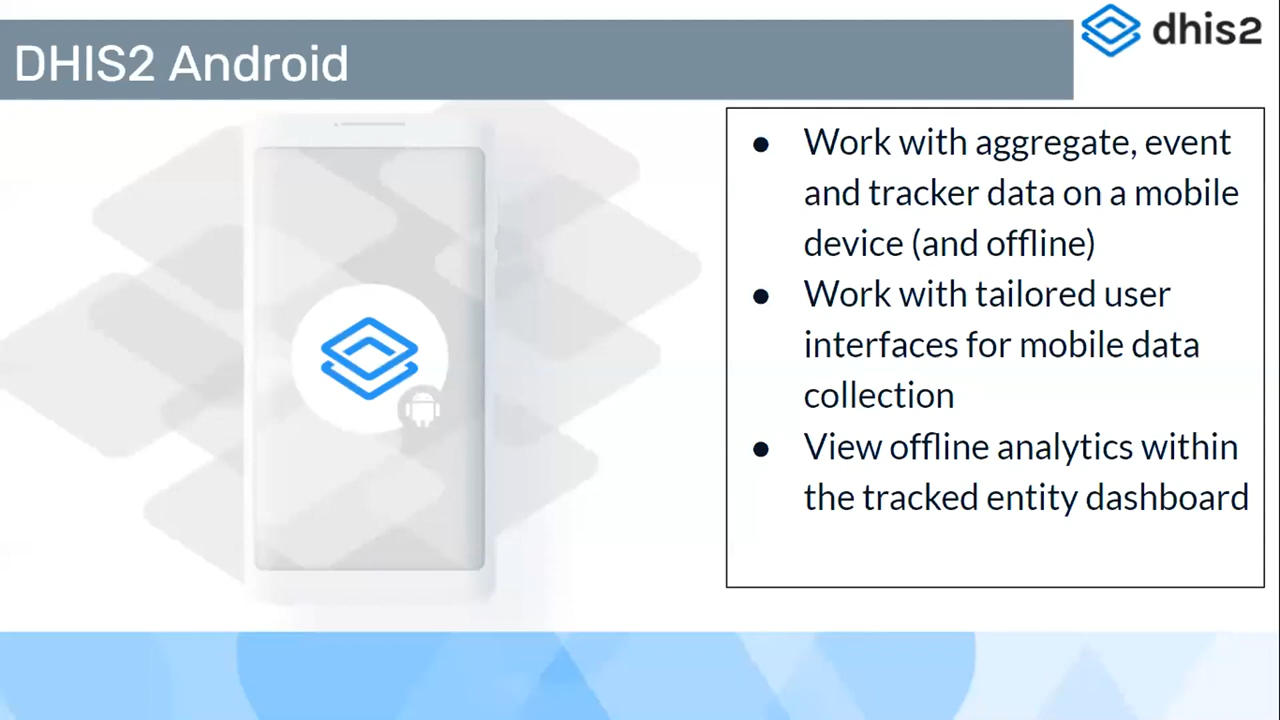 DHIS2 Android
dhis2
● Work with aggregate, event
and tracker data on a mobile
device (and offline)
● Work with tailored user
interfaces for mobile data
collection
● View offline analytics within
the tracked entity dashboard